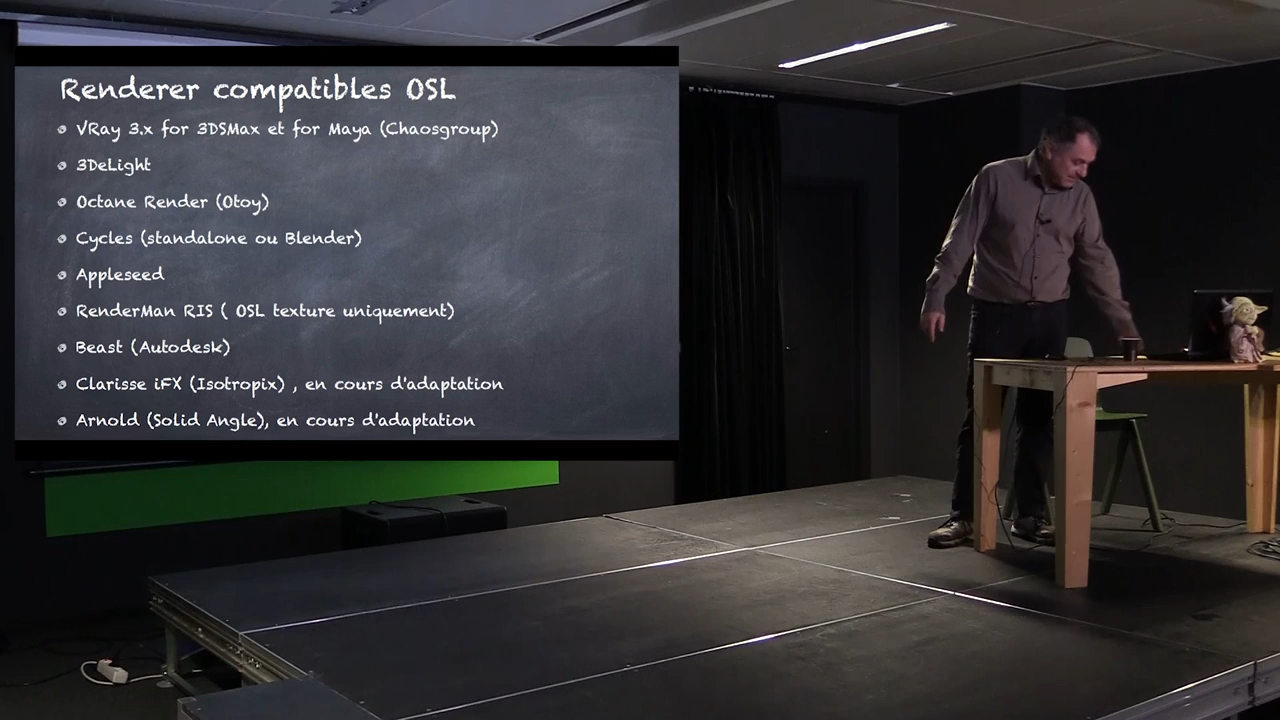 Renderer compatibles OSL
VRay 3.x for 3DSMax et for Maya (Chaosgroup)
3DeLight
Octane Render (Otoy)
Cycles (standalone ou Blender)
Appleseed
RenderMan RIS ( OSL texture uniquement)
Beast (Autodesk)
Clarisse iFX (Isotropix) , en cours d'adaptation
Arnold (Solid Angle), en cours d'adaptation